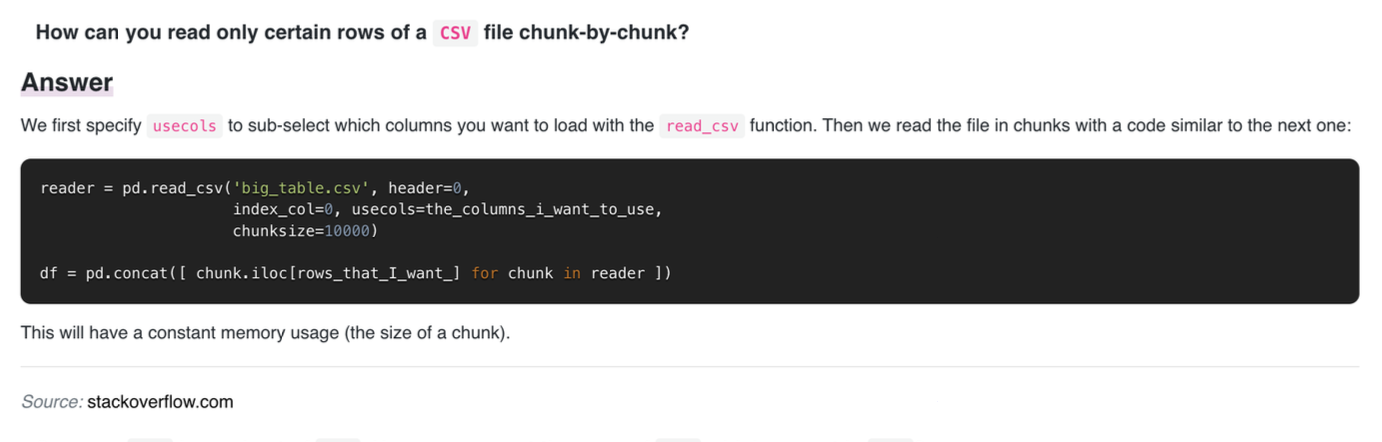 How can you read only certain rows of a CSV file chunk-by-chunk?
Answer
We first specify usecols to sub-select which columns you want to load with the read_csv function. Then we read the file in chunks with a code similar to the next one:
reader = pd.read_csv('big_table.csv', header=0,
                     index_col=0, usecols=the_columns_i_want_to_use,
                     chunksize=10000)
df = pd.concat([ chunk.iloc[rows_that_I_want_] for chunk in reader ])
This will have a constant memory usage (the size of a chunk).
Source: stackoverflow.com